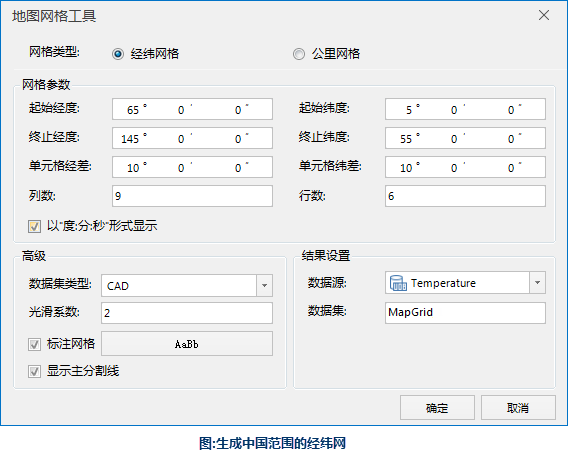 地图网格工具
网格类型: 经纬网格 公里网格
网格参数
起始经度: 65 ° 0 ' 0 " 起始纬度: 5 ° 0 ' 0 "
终止经度: 145 ° 0 ' 0 " 终止纬度: 55 ° 0 ' 0 "
单元格经差: 10 ° 0 ' 0 " 单元格纬差: 10 ° 0 ' 0 "
列数: 9 行数: 6
以"度:分:秒"形式显示
高级 结果设置
数据集类型: CAD 数据源: UDB Temperature
光滑系数: 2 数据集: MapGrid
标注网格 AaBb
显示主分割线
确定 取消
图:生成中国范围的经纬网